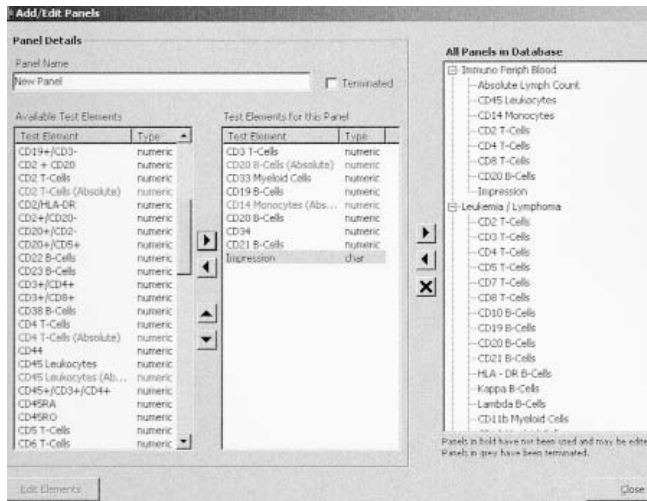 Add/Edit Panels
Panel Details
Panel Name
New Panel
Terminated
Available Test Elements
Test Element Type
CD19+/CD3- numeric
CD2 + CD20 numeric
CD2 T-Cells numeric
CD2 T-Cells (Absolute) numeric
CD2/HLA-DR numeric
CD2+/CD20- numeric
CD20+/CD2- numeric
CD20+/CD5+ numeric
CD22 B-Cells numeric
CD23 B-Cells numeric
CD3+/CD4+ numeric
CD3+/CD8+ numeric
CD38 B-Cells numeric
CD4 T-Cells numeric
CD4 T-Cells (Absolute) numeric
CD44 numeric
CD45 Leukocytes numeric
CD45 Leukocytes (Ab... numeric
CD45+/CD3+/CD4+ numeric
CD45RA numeric
CD45RO numeric
CD5 T-Cells numeric
CD6 T-Cells numeric
Test Elements for this Panel
Test Element Type
CD3 T-Cells numeric
CD20 B-Cells (Absolute) numeric
CD33 Myeloid Cells numeric
CD19 B-Cells numeric
CD14 Monocytes (Abs... numeric
CD20 B-Cells numeric
CD34 numeric
CD21 B-Cells numeric
Impression char
All Panels in Database
Immuno Periph Blood
Absolute Lymph Count
CD45 Leukocytes
CD14 Monocytes
CD2 T-Cells
CD4 T-Cells
CD8 T-Cells
CD20 B-Cells
Impression
Leukemia / Lymphoma
CD2 T-Cells
CD3 T-Cells
CD4 T-Cells
CD5 T-Cells
CD7 T-Cells
CD8 T-Cells
CD10 B-Cells
CD19 B-Cells
CD20 B-Cells
CD21 B-Cells
HLA - DR B-Cells
Kappa B-Cells
Lambda B-Cells
CD11b Myeloid Cells
Panels in bold have not been used and may be edite
Panels in grey have been terminated.
Edit Elements
Close